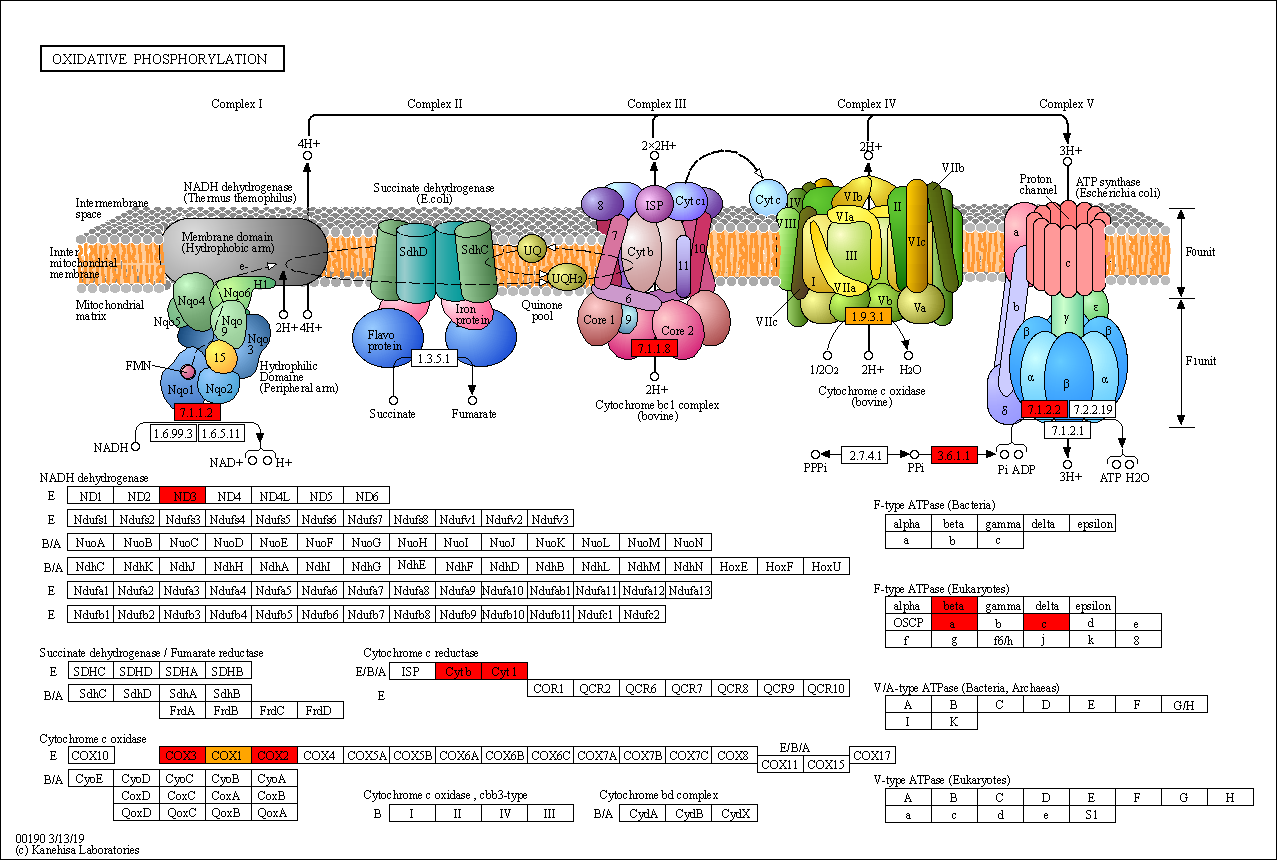 OXIDATIVE PHOSPHORYLATION
Complex I
Complex II
Complex III
Complex IV
Complex V
4H+
2×2H+
2H+
3H+
NADH dehydrogenase
(Thermus themophilus)
Succinate dehydrogenase
(E.coli)
VIIb
Proton
channel
ATP synthase
(Escherichia coli)
Intermembrane
space
8
ISP
Cyt c1
Cyt c
IV
VIb
II
VIII
VIa
VIc
a
Membrane domain
(Hydrophobic arm)
SdhD
SdhC
UQ
7
Cyt b
10
III
c
F0unit
Innter
mitochondrial
membrane
e-
11
UQH2
I
VIIa
Nqo4
Nqo6
H1
6
Vb
Va
b
γ
ε
Mitochondrial
matrix
Nqo5
Nqo
9
Nqo
3
2H+
4H+
Iron
protein
Quinone
pool
Core 1
9
Core 2
VIIc
1.9.3.1
Flavo
protein
7.1.1.8
β
β
F1unit
FMN
15
1.3.5.1
Hydrophilic
Domaine
(Peripheral arm)
1/2O2
2H+
H2O
α
β
α
Nqo1
Nqo2
2H+
Cytochrome c oxidase
(bovine)
Succinate
Fumarate
Cytochrome bc1 complex
(bovine)
δ
7.1.1.2
7.1.2.2
7.2.2.19
1.6.99.3
1.6.5.11
7.1.2.1
NADH
NAD+
H+
PPPi
2.7.4.1
PPi
3.6.1.1
Pi
ADP
3H+
ATP
H2O
NADH dehydrogenase
E ND1 ND2 ND3 ND4 ND4L ND5 ND6
E Ndufs1 Ndufs2 Ndufs3 Ndufs4 Ndufs5 Ndufs6 Ndufs7 Ndufs8 Ndufv1 Ndufv2 Ndufv3
B/A NuoA NuoB NuoC NuoD NuoE NuoF NuoG NuoH NuoI NuoJ NuoK NuoL NuoM NuoN
B/A NdhC NdhK NdhJ NdhH NdhA NdhI NdhG NdhE NdhF NdhD NdhB NdhL NdhM NdhN HoxE HoxF HoxU
E Ndufa1 Ndufa2 Ndufa3 Ndufa4 Ndufa5 Ndufa6 Ndufa7 Ndufa8 Ndufa9 Ndufa10 Ndufab1 Ndufa11 Ndufa12 Ndufa13
E Ndufb1 Ndufb2 Ndufb3 Ndufb4 Ndufb5 Ndufb6 Ndufb7 Ndufb8 Ndufb9 Ndufb10 Ndufb11 Ndufc1 Ndufc2
Succinate dehydrogenase / Fumarate reductase
E SDHC SDHD SDHA SDHB
B/A SdhC SdhD SdhA SdhB
FrdA FrdB FrdC FrdD
Cytochrome c reductase
E/B/A ISP Cyt b Cyt 1
E COR1 QCR2 QCR6 QCR7 QCR8 QCR9 QCR10
Cytochrome c oxidase
E COX10 COX3 COX1 COX2 COX4 COX5A COX5B COX6A COX6B COX6C COX7A COX7B COX7C COX8
E/B/A
COX11 COX15
COX17
B/A CyoE CyoD CyoC CyoB CyoA
CoxD CoxC CoxA CoxB
QoxD QoxC QoxB QoxA
Cytochrome c oxidase , cbb3-type
B I II IV III
Cytochrome bd complex
B/A CydA CydB CydX
F-type ATPase (Bacteria)
alpha beta gamma delta epsilon
a b c
F-type ATPase (Eukaryotes)
alpha beta gamma delta epsilon
OSCP a b c d e
f g f6/h j k 8
V/A-type ATPase (Bacteria, Archaeas)
A B C D E F G/H
I K
V-type ATPase (Eukaryotes)
A B C D E F G H
a c d e S1
00190 3/13/19
(c) Kanehisa Laboratories